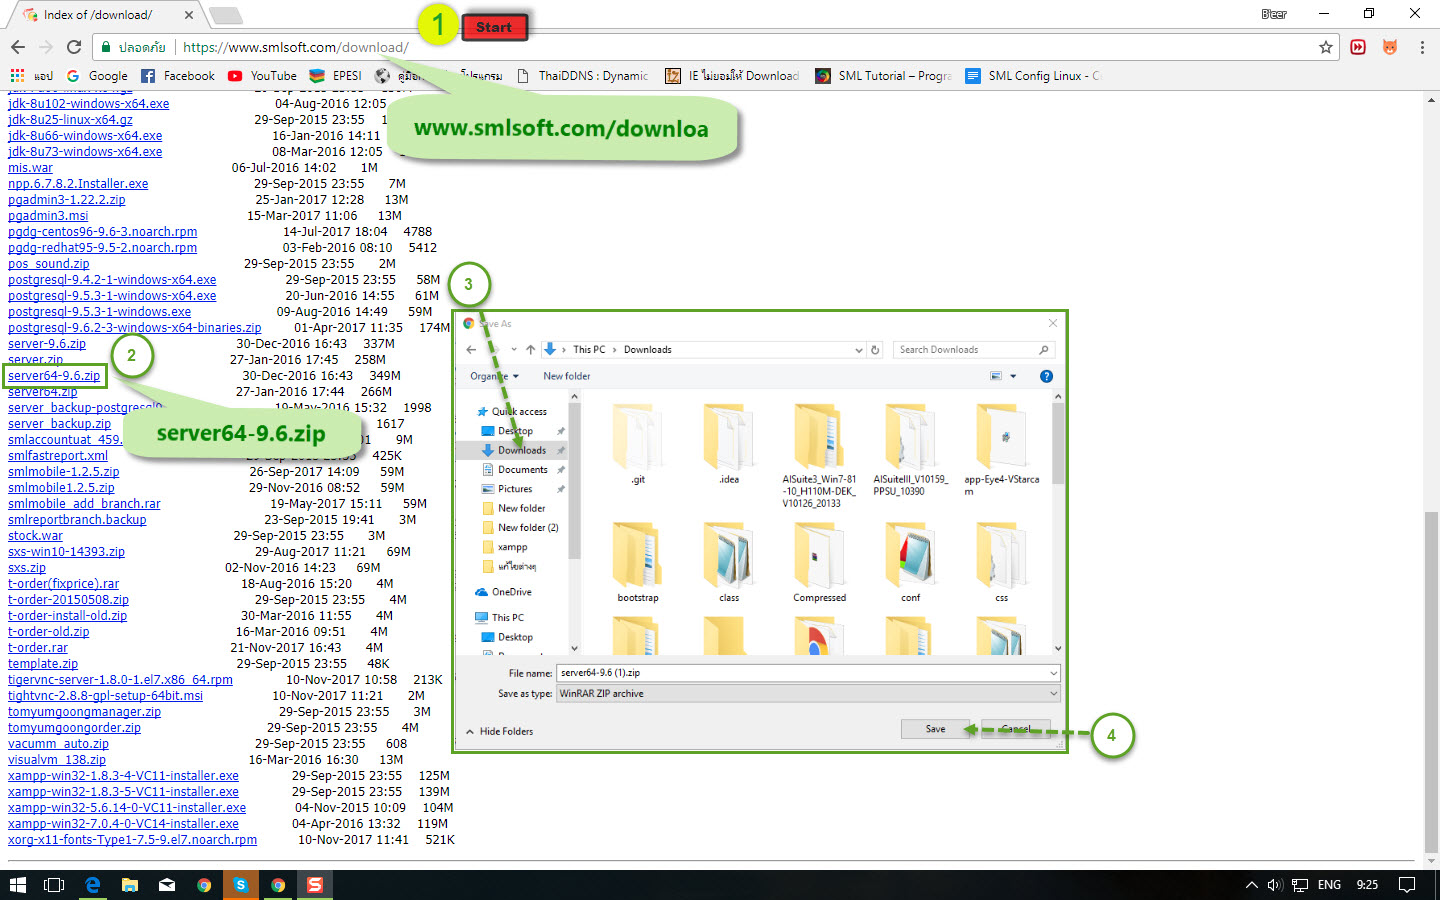 Index of /download/
B'eer
1
Start
ปลอดภัย
https://www.smlsoft.com/download/
แอป
Google
Facebook
YouTube
EPESI
ThaiDDNS : Dynamic
IE ไม่ยอมให้ Download
SML Tutorial – Progra
SML Config Linux - C
www.smlsoft.com/downloa
jdk-8u102-windows-x64.exe 04-Aug-2016 12:05
jdk-8u25-linux-x64.gz 29-Sep-2015 23:55
jdk-8u66-windows-x64.exe 16-Jan-2016 14:11
jdk-8u73-windows-x64.exe 08-Mar-2016 12:05
mis.war 06-Jul-2016 14:02 1M
npp.6.7.8.2.Installer.exe 29-Sep-2015 23:55 7M
pgadmin3-1.22.2.zip 25-Jan-2017 12:28 13M
pgadmin3.msi 15-Mar-2017 11:06 13M
pgdg-centos96-9.6-3.noarch.rpm 14-Jul-2017 18:04 4788
pgdg-redhat95-9.5-2.noarch.rpm 03-Feb-2016 08:10 5412
pos_sound.zip 29-Sep-2015 23:55 2M
postgresql-9.4.2-1-windows-x64.exe 29-Sep-2015 23:55 58M
postgresql-9.5.3-1-windows-x64.exe 20-Jun-2016 14:55 61M
postgresql-9.5.3-1-windows.exe 09-Aug-2016 14:49 59M
postgresql-9.6.2-3-windows-x64-binaries.zip 01-Apr-2017 11:35 174M
server-9.6.zip 30-Dec-2016 16:43 337M
server.zip 27-Jan-2016 17:45 258M
server64-9.6.zip 30-Dec-2016 16:43 349M
server64.zip 27-Jan-2016 17:44 266M
2
server64-9.6.zip
server_backup-postgresql 19-May-2016 15:32 1998
server_backup.zip 1617
smlaccountuat_459. 01 9M
smlfastreport.xml 425K
smlmobile-1.2.5.zip 26-Sep-2017 14:09 59M
smlmobile1.2.5.zip 29-Nov-2016 08:52 59M
smlmobile_add_branch.rar 19-May-2017 15:11 59M
smlreportbranch.backup 23-Sep-2015 19:41 3M
stock.war 29-Sep-2015 23:55 3M
sxs-win10-14393.zip 29-Aug-2017 11:21 69M
sxs.zip 02-Nov-2016 14:23 69M
t-order(fixprice).rar 18-Aug-2016 15:20 4M
t-order-20150508.zip 29-Sep-2015 23:55 4M
t-order-install-old.zip 30-Mar-2016 11:55 4M
t-order-old.zip 16-Mar-2016 09:51 4M
t-order.rar 21-Nov-2017 16:43 4M
template.zip 29-Sep-2015 23:55 48K
tigervnc-server-1.8.0-1.el7.x86_64.rpm 10-Nov-2017 10:58 213K
tightvnc-2.8.8-gpl-setup-64bit.msi 10-Nov-2017 11:21 2M
tomyumgoongmanager.zip 29-Sep-2015 23:55 3M
tomyumgoongorder.zip 29-Sep-2015 23:55 4M
vacumm_auto.zip 29-Sep-2015 23:55 608
visualvm_138.zip 16-Mar-2016 16:30 13M
xampp-win32-1.8.3-4-VC11-installer.exe 29-Sep-2015 23:55 125M
xampp-win32-1.8.3-5-VC11-installer.exe 29-Sep-2015 23:55 139M
xampp-win32-5.6.14-0-VC11-installer.exe 04-Nov-2015 10:09 104M
xampp-win32-7.0.4-0-VC14-installer.exe 04-Apr-2016 13:32 119M
xorg-x11-fonts-Type1-7.5-9.el7.noarch.rpm 10-Nov-2017 11:41 521K
3
Save As
This PC
Downloads
Search Downloads
Organize
New folder
Quick access
Desktop
Downloads
Documents
Pictures
New folder
New folder (2)
xampp
แก้ไขต่างๆ
OneDrive
This PC
Desktop
.git
.idea
AISuite3_Win7-81
-10_H110M-DEK_
V10126_20133
AISuiteIII_V10159_
PPSU_10390
app-Eye4-VStarca
m
bootstrap
class
Compressed
conf
css
File name: server64-9.6 (1).zip
Save as type: WinRAR ZIP archive
Hide Folders
Save
Cancel
4
ENG
9:25